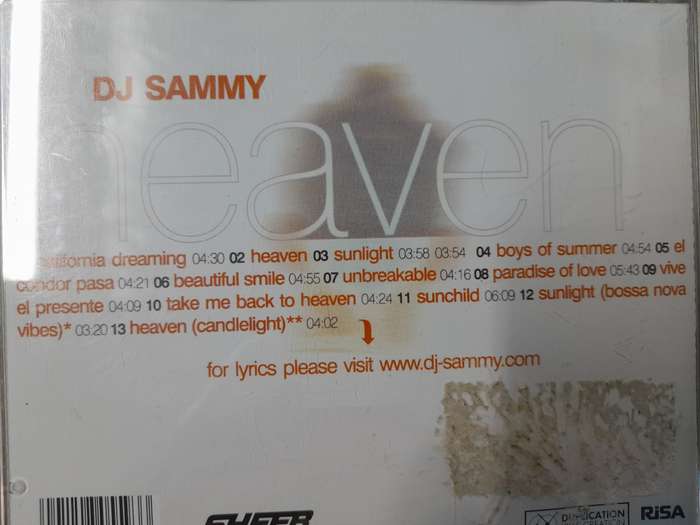 DJ SAMMY
heaven
california dreaming 04:30 02 heaven 03 sunlight 03:58 03:54 04 boys of summer 04:54 05 el
condor pasa 04:21 06 beautiful smile 04:55 07 unbreakable 04:16 08 paradise of love 05:43 09 vive
el presente 04:09 10 take me back to heaven 04:24 11 sunchild 06:09 12 sunlight (bossa nova
vibes)* 03:20 13 heaven (candlelight)** 04:02
for lyrics please visit www.dj-sammy.com
SHEER
DUPLICATION
RiSA